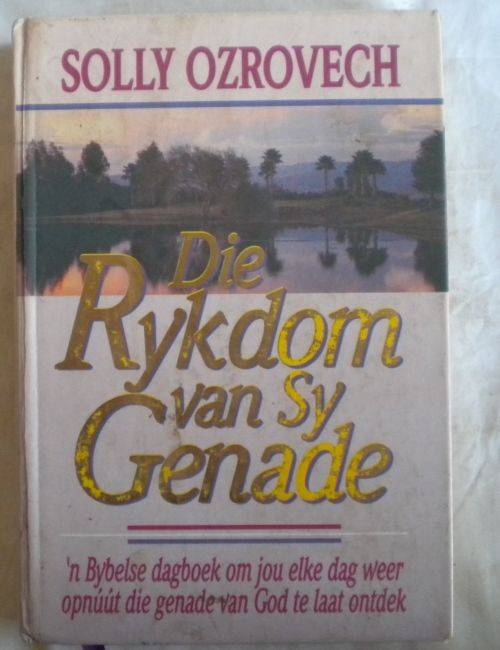 SOLLY OZROVECH
Die
Rykdom
van Sy
Genade
'n Bybelse dagboek om jou elke dag weer
opnúút die genade van God te laat ontdek